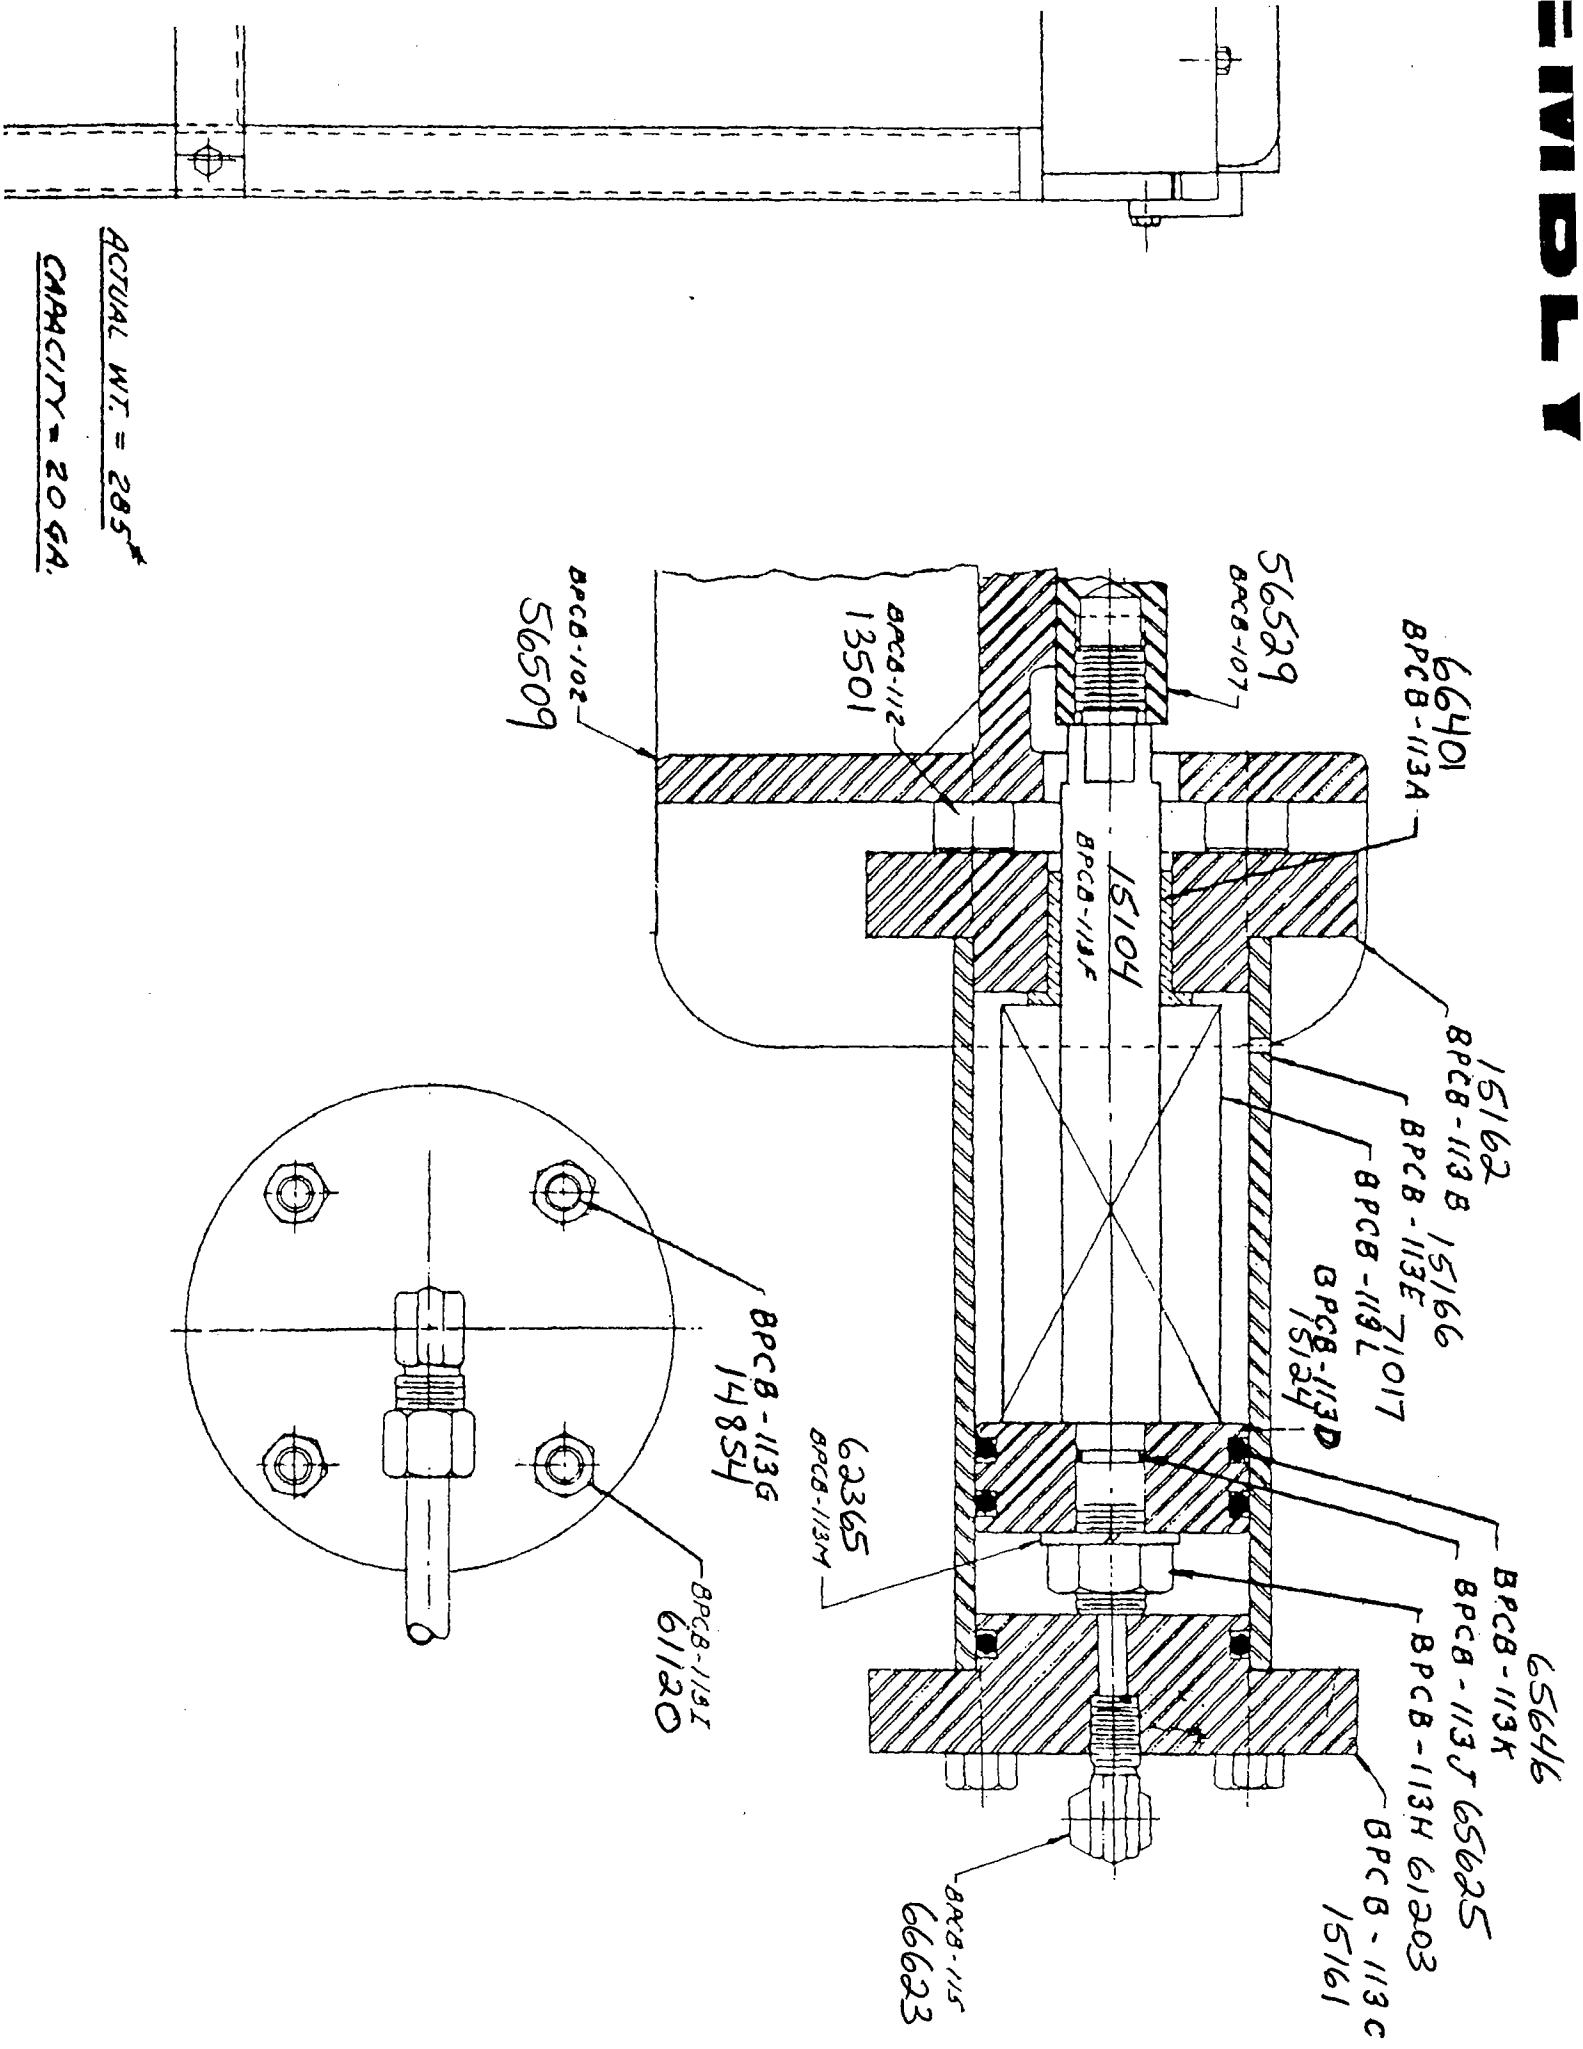 EMBLY
66401
BPCB-113A
56529
BPCB-107
BPCB-112
13501
BPCB-102
56509
15104
BPCB-113F
15162
BPCB-113B 15166
BPCB-113E 71017
BPCB-113L
BPCB-113D
15124
65646
BPCB-113K
BPCB-113J 65625
BPCB-113H 61203
BPCB-113C
15161
62365
BPCB-113M
BPCB-115
66623
BPCB-113G
14854
BPCB-113I
61120
ACTUAL WT. = 285#
CAPACITY = 20 GA.